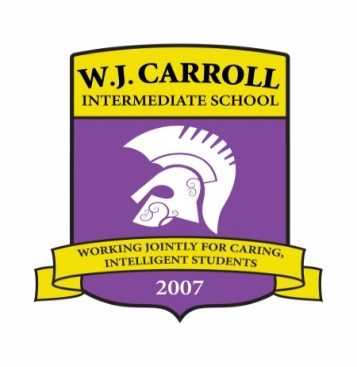 W.J. CARROLL
INTERMEDIATE SCHOOL
WORKING JOINTLY FOR CARING,
INTELLIGENT STUDENTS
2007